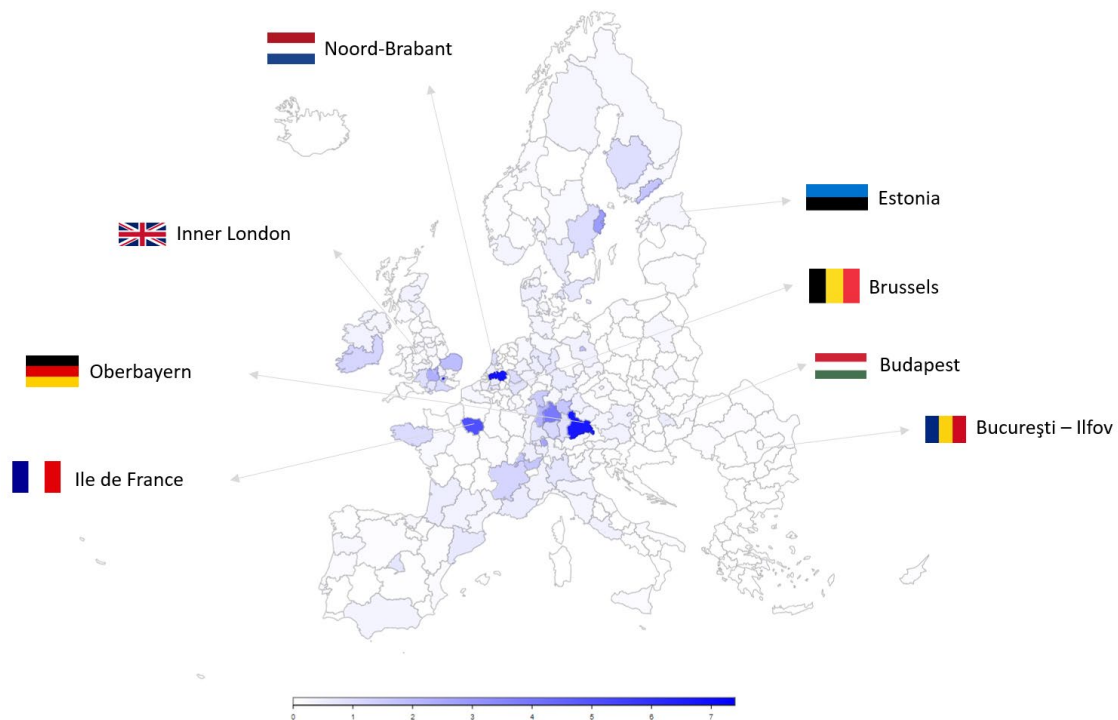 Noord-Brabant
Estonia
Inner London
Brussels
Oberbayern
Budapest
Bucureşti – Ilfov
Ile de France
0 1 2 3 4 5 6 7